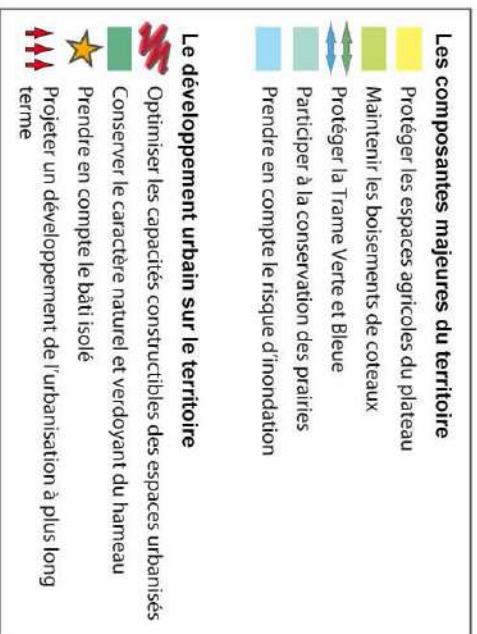 Les composantes majeures du territoire
Protéger les espaces agricoles du plateau
Maintenir les boisements de coteaux
Protéger la Trame Verte et Bleue
Participer à la conservation des prairies
Prendre en compte le risque d'inondation
Le développement urbain sur le territoire
Optimiser les capacités constructibles des espaces urbanisés
Conserver le caractère naturel et verdoyant du hameau
Prendre en compte le bâti isolé
Projeter un développement de l'urbanisation à plus long
terme